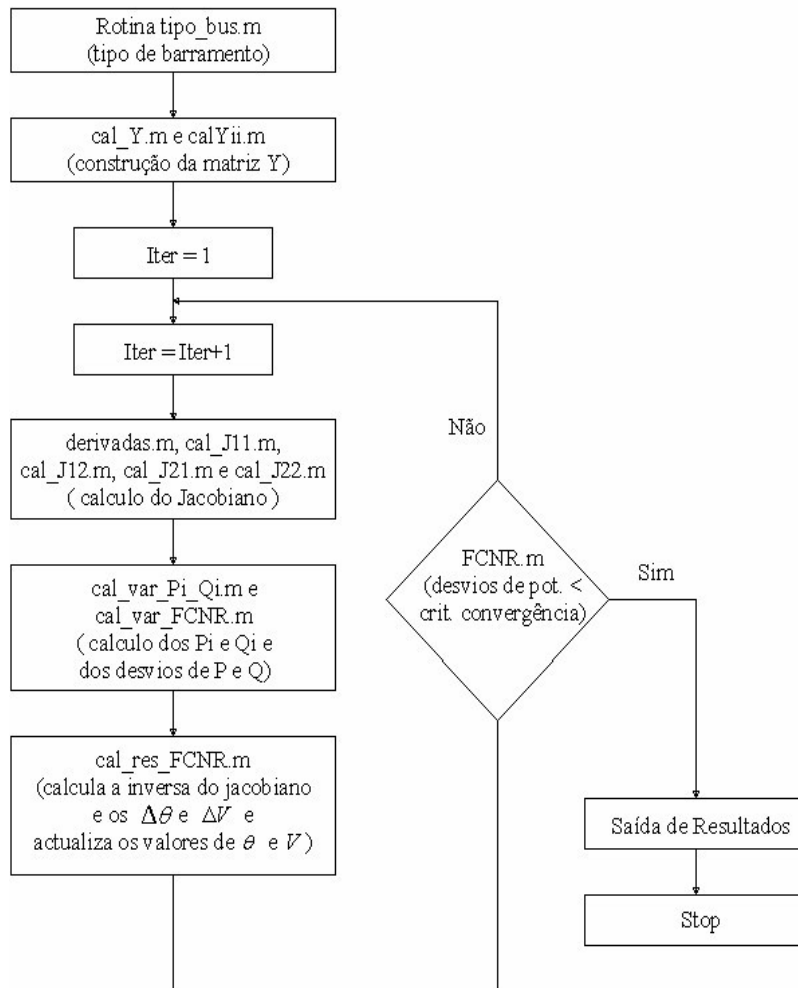 Rotina tipo_bus.m
(tipo de barramento)
cal_Y.m e calYii.m
(construção da matriz Y)
Iter = 1
Iter = Iter+1
derivadas.m, cal_J11.m,
cal_J12.m, cal_J21.m e cal_J22.m
( calculo do Jacobiano )
cal_var_Pi_Qi.m e
cal_var_FCNR.m
( calculo dos Pi e Qi e
dos desvios de P e Q)
cal_res_FCNR.m
(calcula a inversa do jacobiano
e os Δθ e ΔV e
actualiza os valores de θ e V )
Não
FCNR.m
(desvios de pot. <
crit. convergência)
Sim
Saída de Resultados
Stop